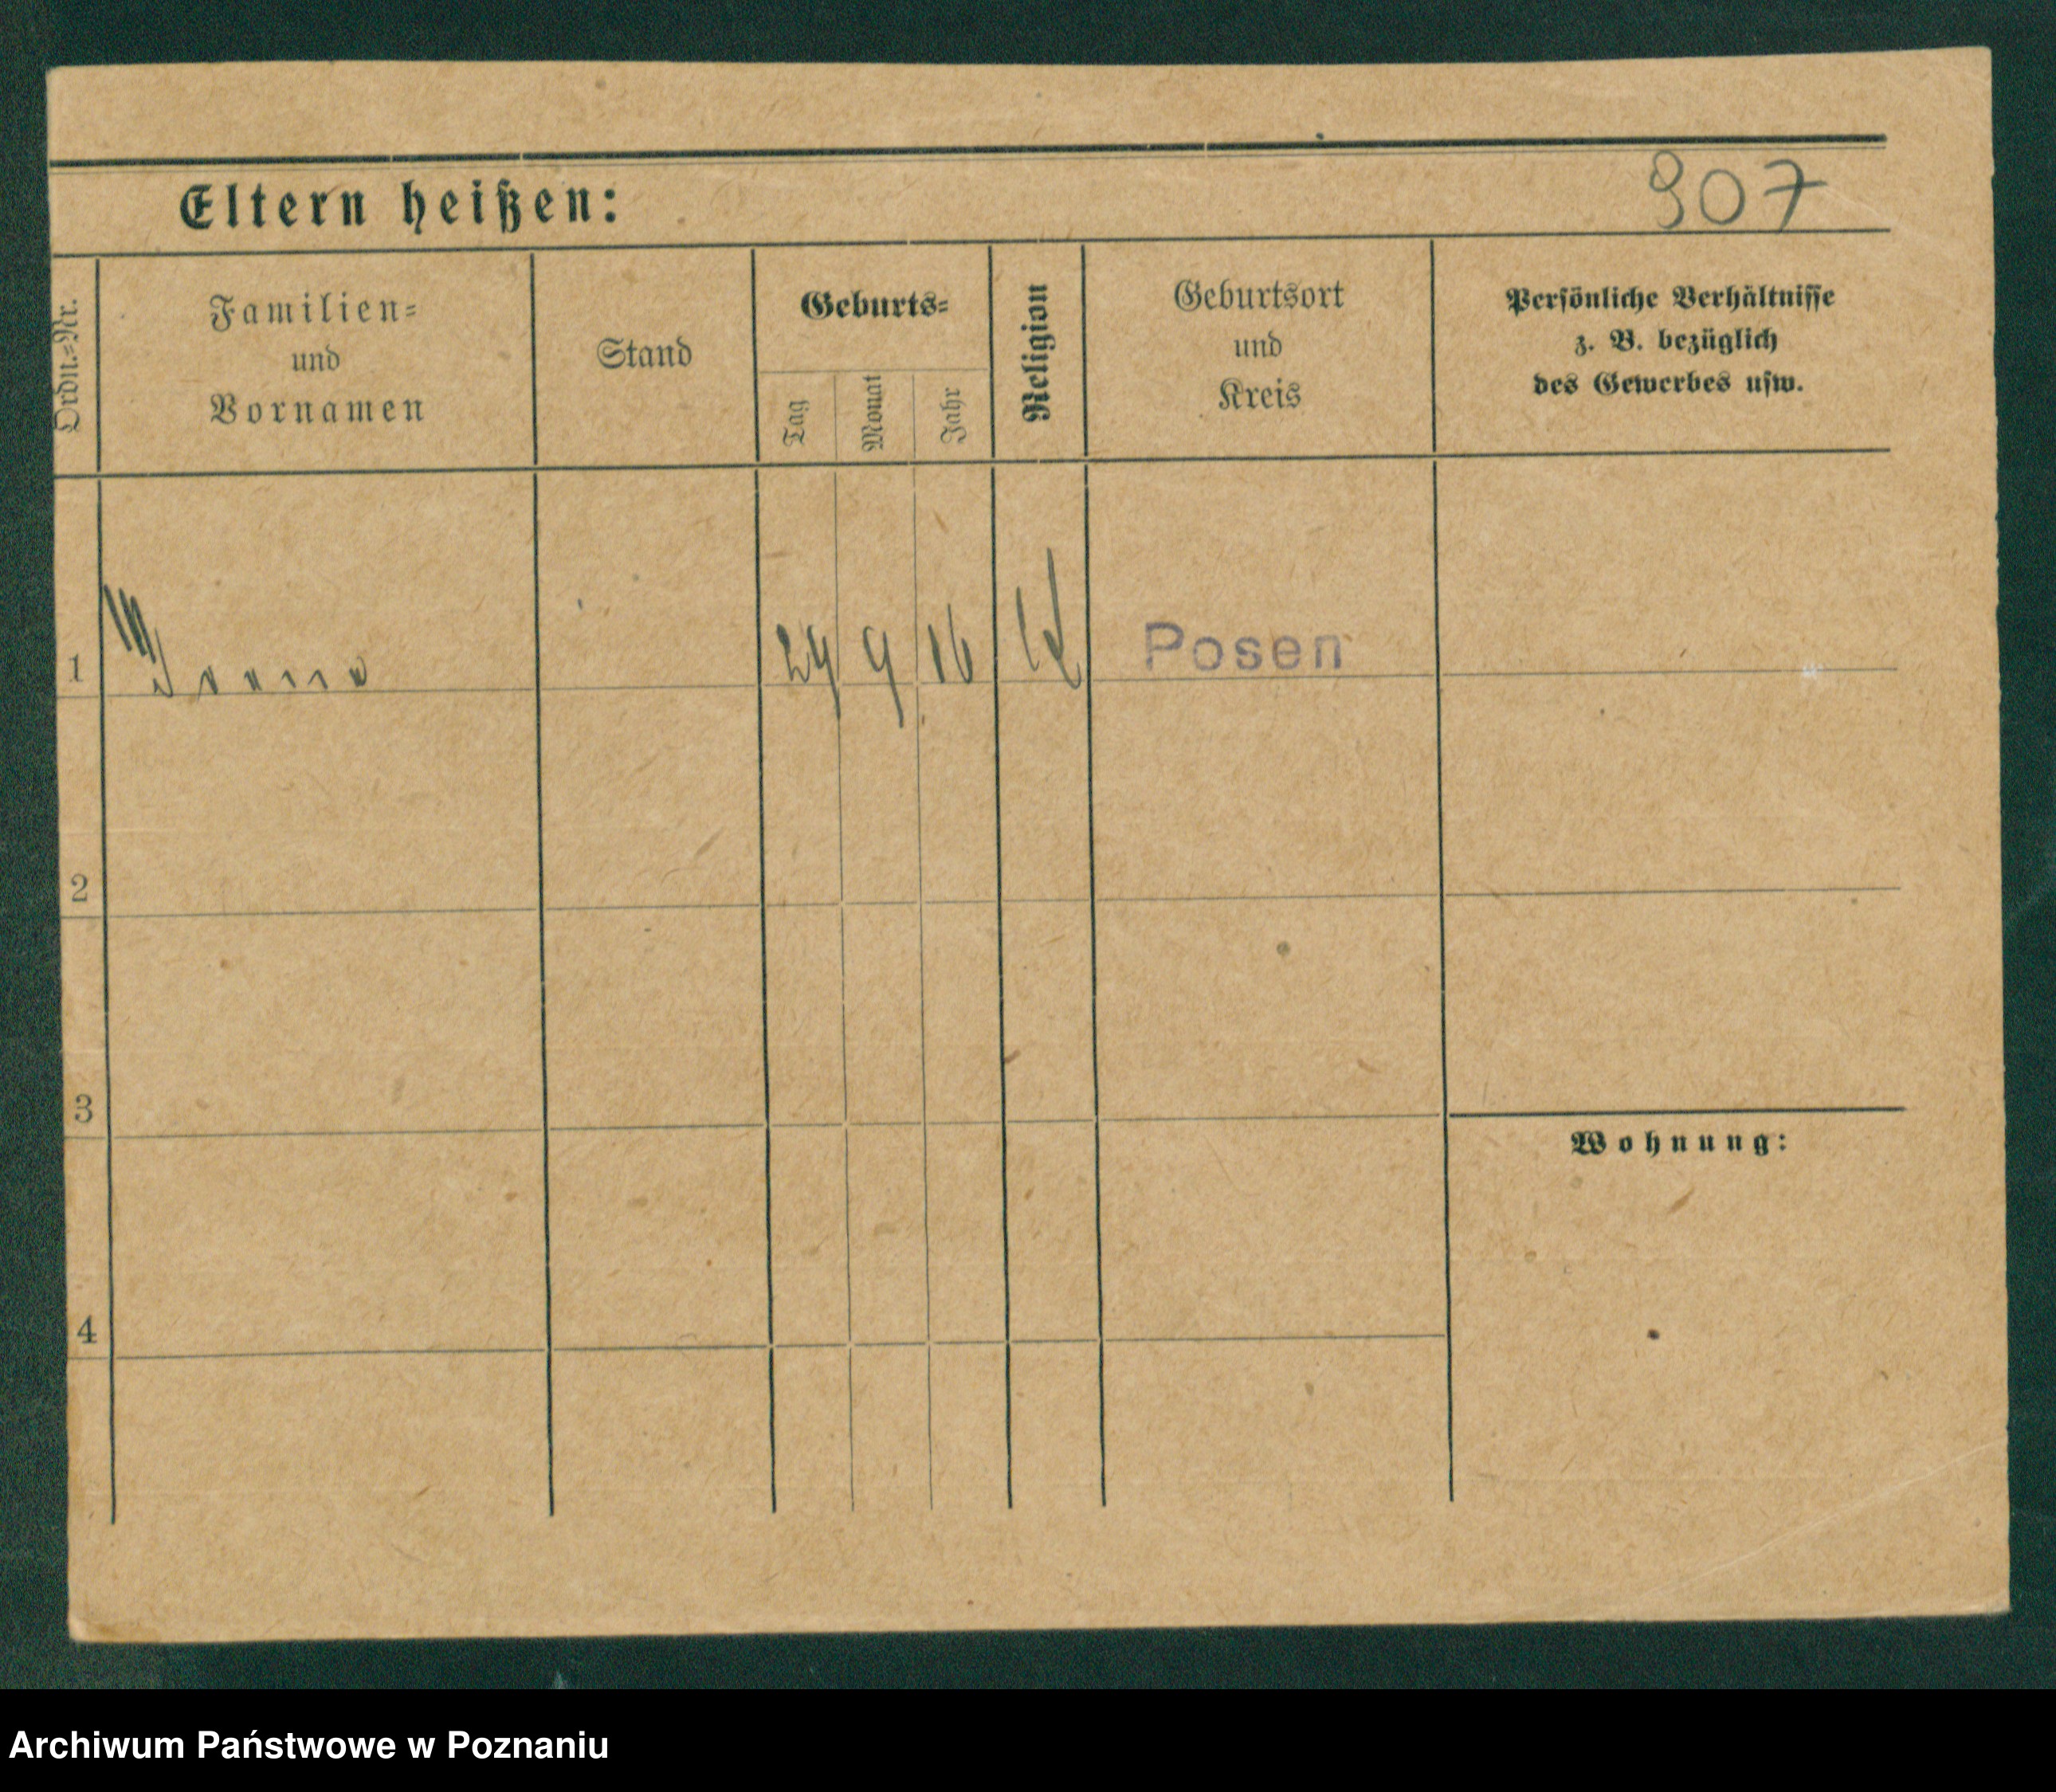 Eltern heißen:
907
Ordn.-Nr.
Familien-
und
Vornamen
Stand
Geburts-
Tag
Monat
Jahr
Religion
Geburtsort
und
Kreis
Persönliche Verhältnisse
z. B. bezüglich
des Gewerbes usw.
1 24 9 16 Posen
2
3
Wohnung:
4
Archiwum Państwowe w Poznaniu